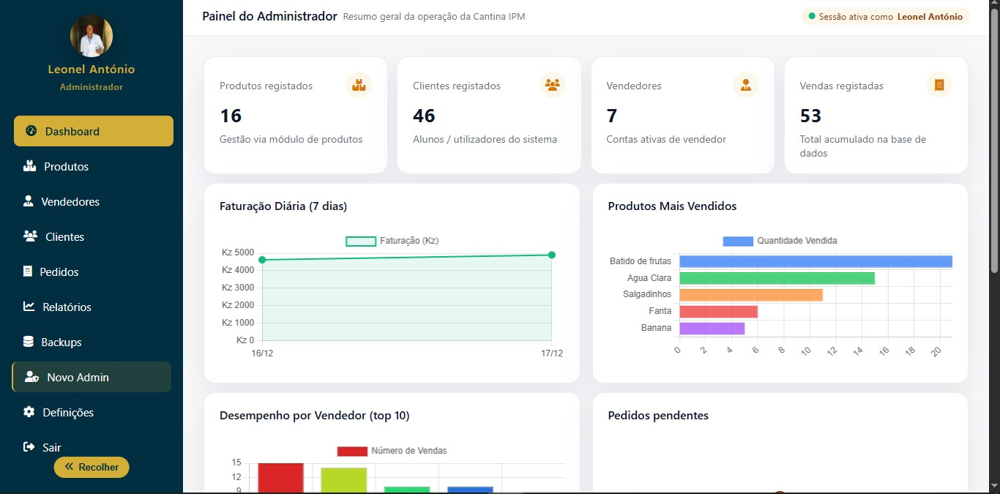 Leonel António
Administrador
Dashboard
Produtos
Vendedores
Clientes
Pedidos
Relatórios
Backups
Novo Admin
Definições
Sair
Recolher
Painel do Administrador Resumo geral da operação da Cantina IPM
Sessão ativa como Leonel António
Produtos registados
16
Gestão via módulo de produtos
Clientes registados
46
Alunos / utilizadores do sistema
Vendedores
7
Contas ativas de vendedor
Vendas registadas
53
Total acumulado na base de
dados
Faturação Diária (7 dias)
Faturação (Kz)
Kz 5000
Kz 4000
Kz 3000
Kz 2000
Kz 1000
Kz 0
16/12 17/12
Produtos Mais Vendidos
Quantidade Vendida
Batido de frutas
Agua Clara
Salgadinhos
Fanta
Banana
0 2 4 6 8 10 12 14 16 18 20
Desempenho por Vendedor (top 10)
Número de Vendas
15
12
9
Pedidos pendentes